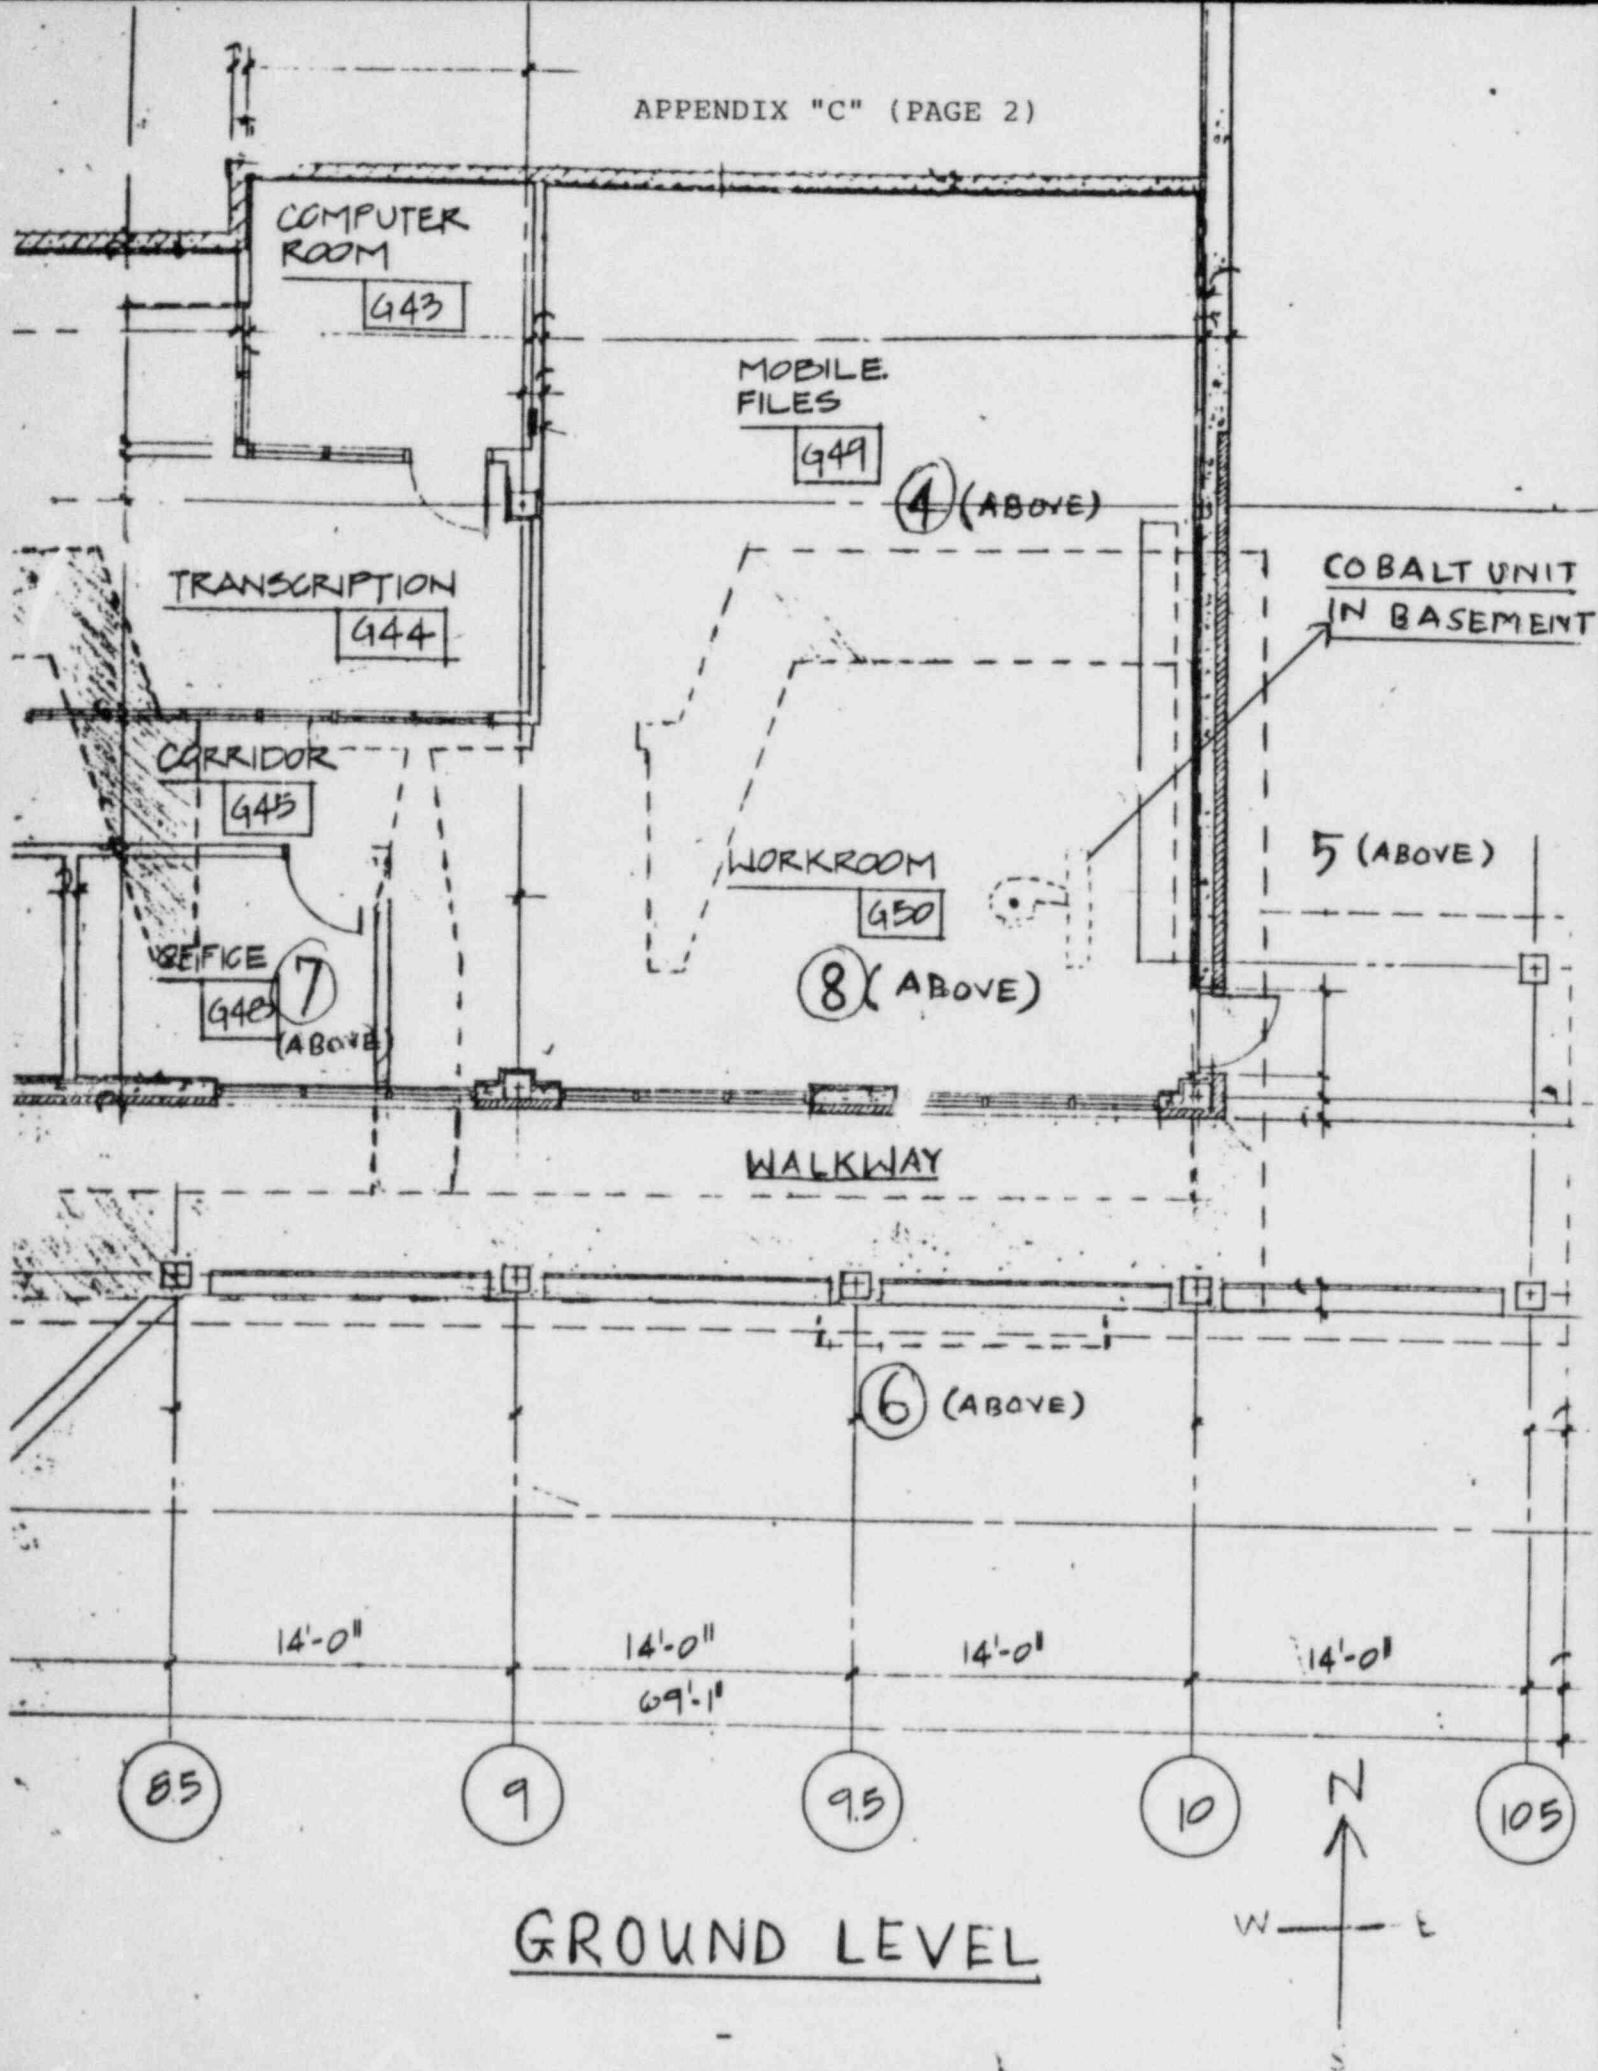 APPENDIX "C" (PAGE 2)
COMPUTER
ROOM
G43
MOBILE
FILES
G49
4 (ABOVE)
COBALT UNIT
IN BASEMENT
TRANSCRIPTION
G44
CORRIDOR
G45
5 (ABOVE)
WORKROOM
G50
OFFICE
G48
7
(ABOVE)
8 (ABOVE)
WALKWAY
6 (ABOVE)
14'-0" 14'-0" 14'-0" 14'-0"
69'-1"
8.5 9 9.5 10 10.5
N
W E
S
GROUND LEVEL